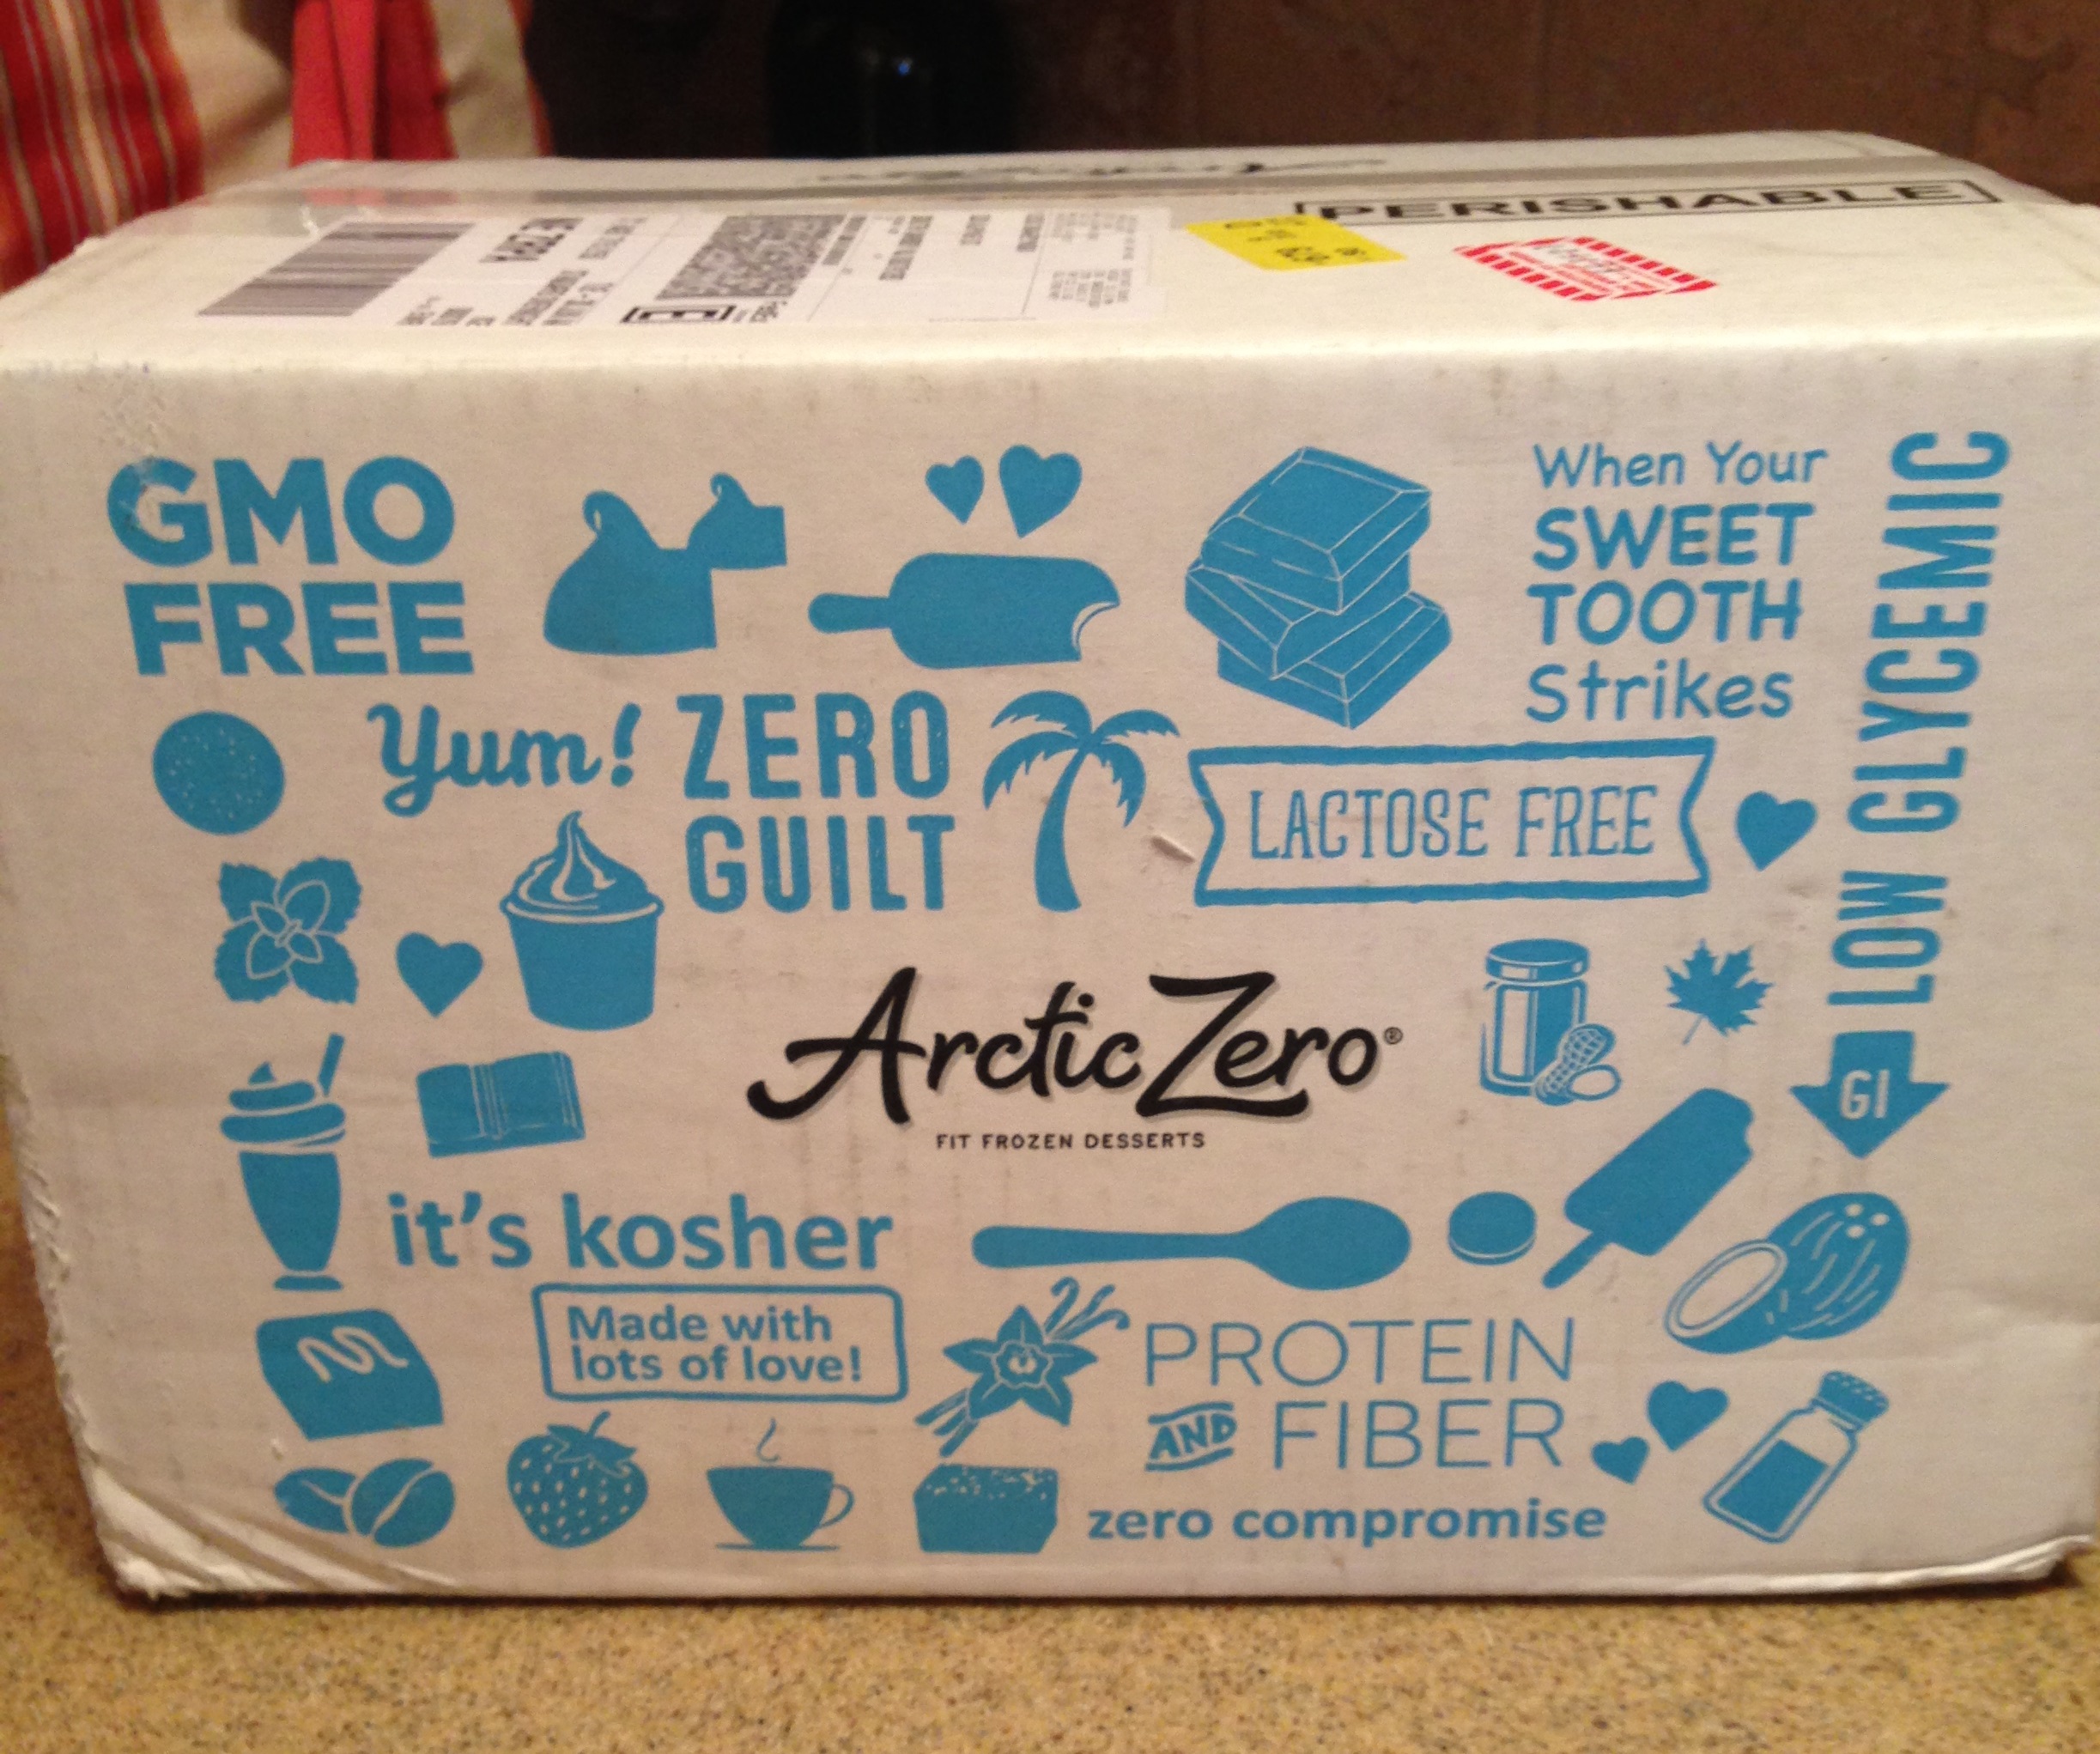 PERISHABLE
GMO
FREE
When Your
SWEET
TOOTH
Strikes
LOW GLYCEMIC
GI
Yum!
ZERO
GUILT
LACTOSE FREE
ArcticZero®
FIT FROZEN DESSERTS
it's kosher
Made with
lots of love!
PROTEIN
AND FIBER
zero compromise